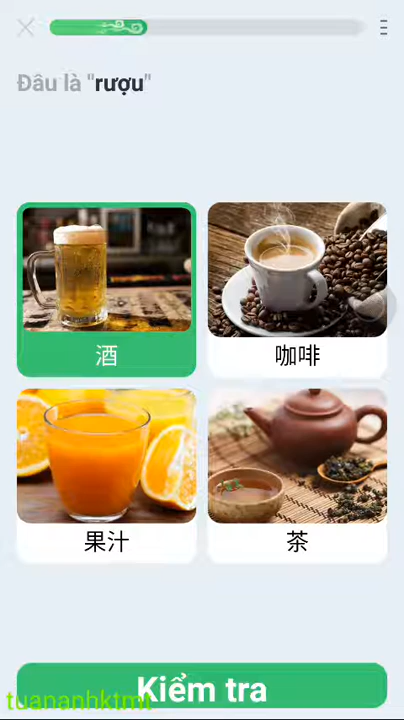 Đâu là "rượu"
酒
咖啡
果汁
茶
Kiểm tra
tuananhktmt